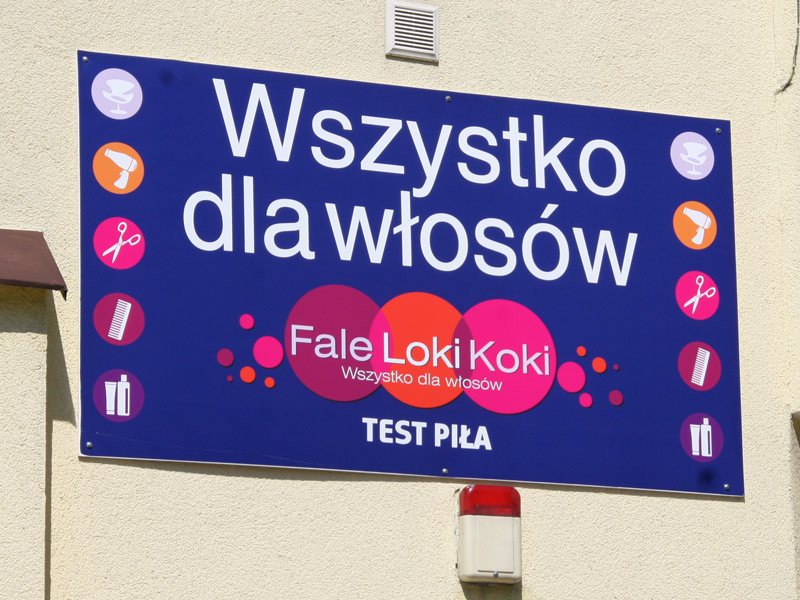 Wszystko
dla włosów
Fale Loki Koki
Wszystko dla włosów
TEST PIŁA